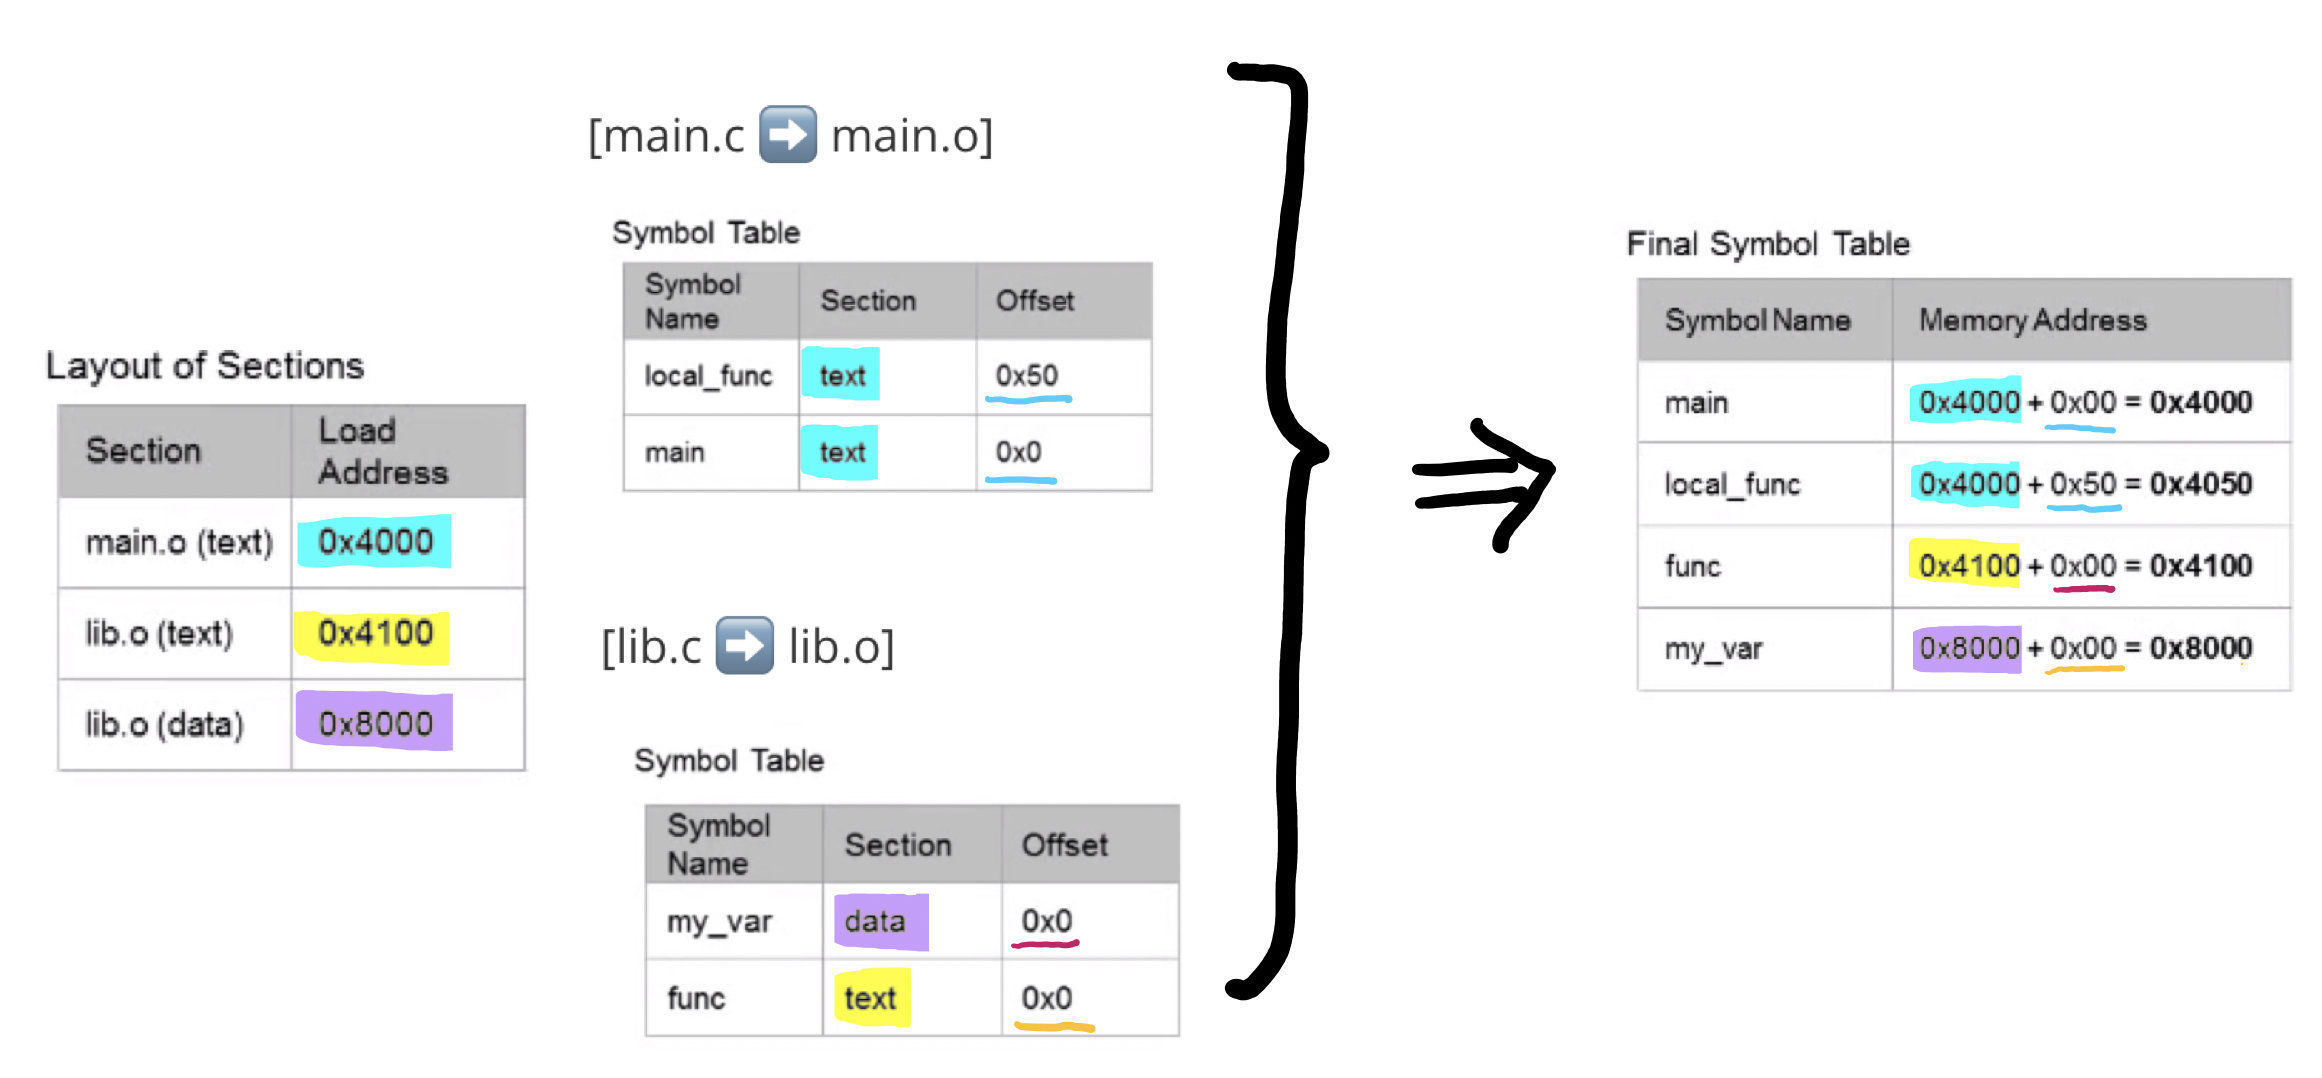 Layout of Sections
Section Load Address
main.o (text) 0x4000
lib.o (text) 0x4100
lib.o (data) 0x8000
[main.c ➡️ main.o]
Symbol Table
Symbol Name Section Offset
local_func text 0x50
main text 0x0
[lib.c ➡️ lib.o]
Symbol Table
Symbol Name Section Offset
my_var data 0x0
func text 0x0
Final Symbol Table
Symbol Name Memory Address
main 0x4000 + 0x00 = 0x4000
local_func 0x4000 + 0x50 = 0x4050
func 0x4100 + 0x00 = 0x4100
my_var 0x8000 + 0x00 = 0x8000